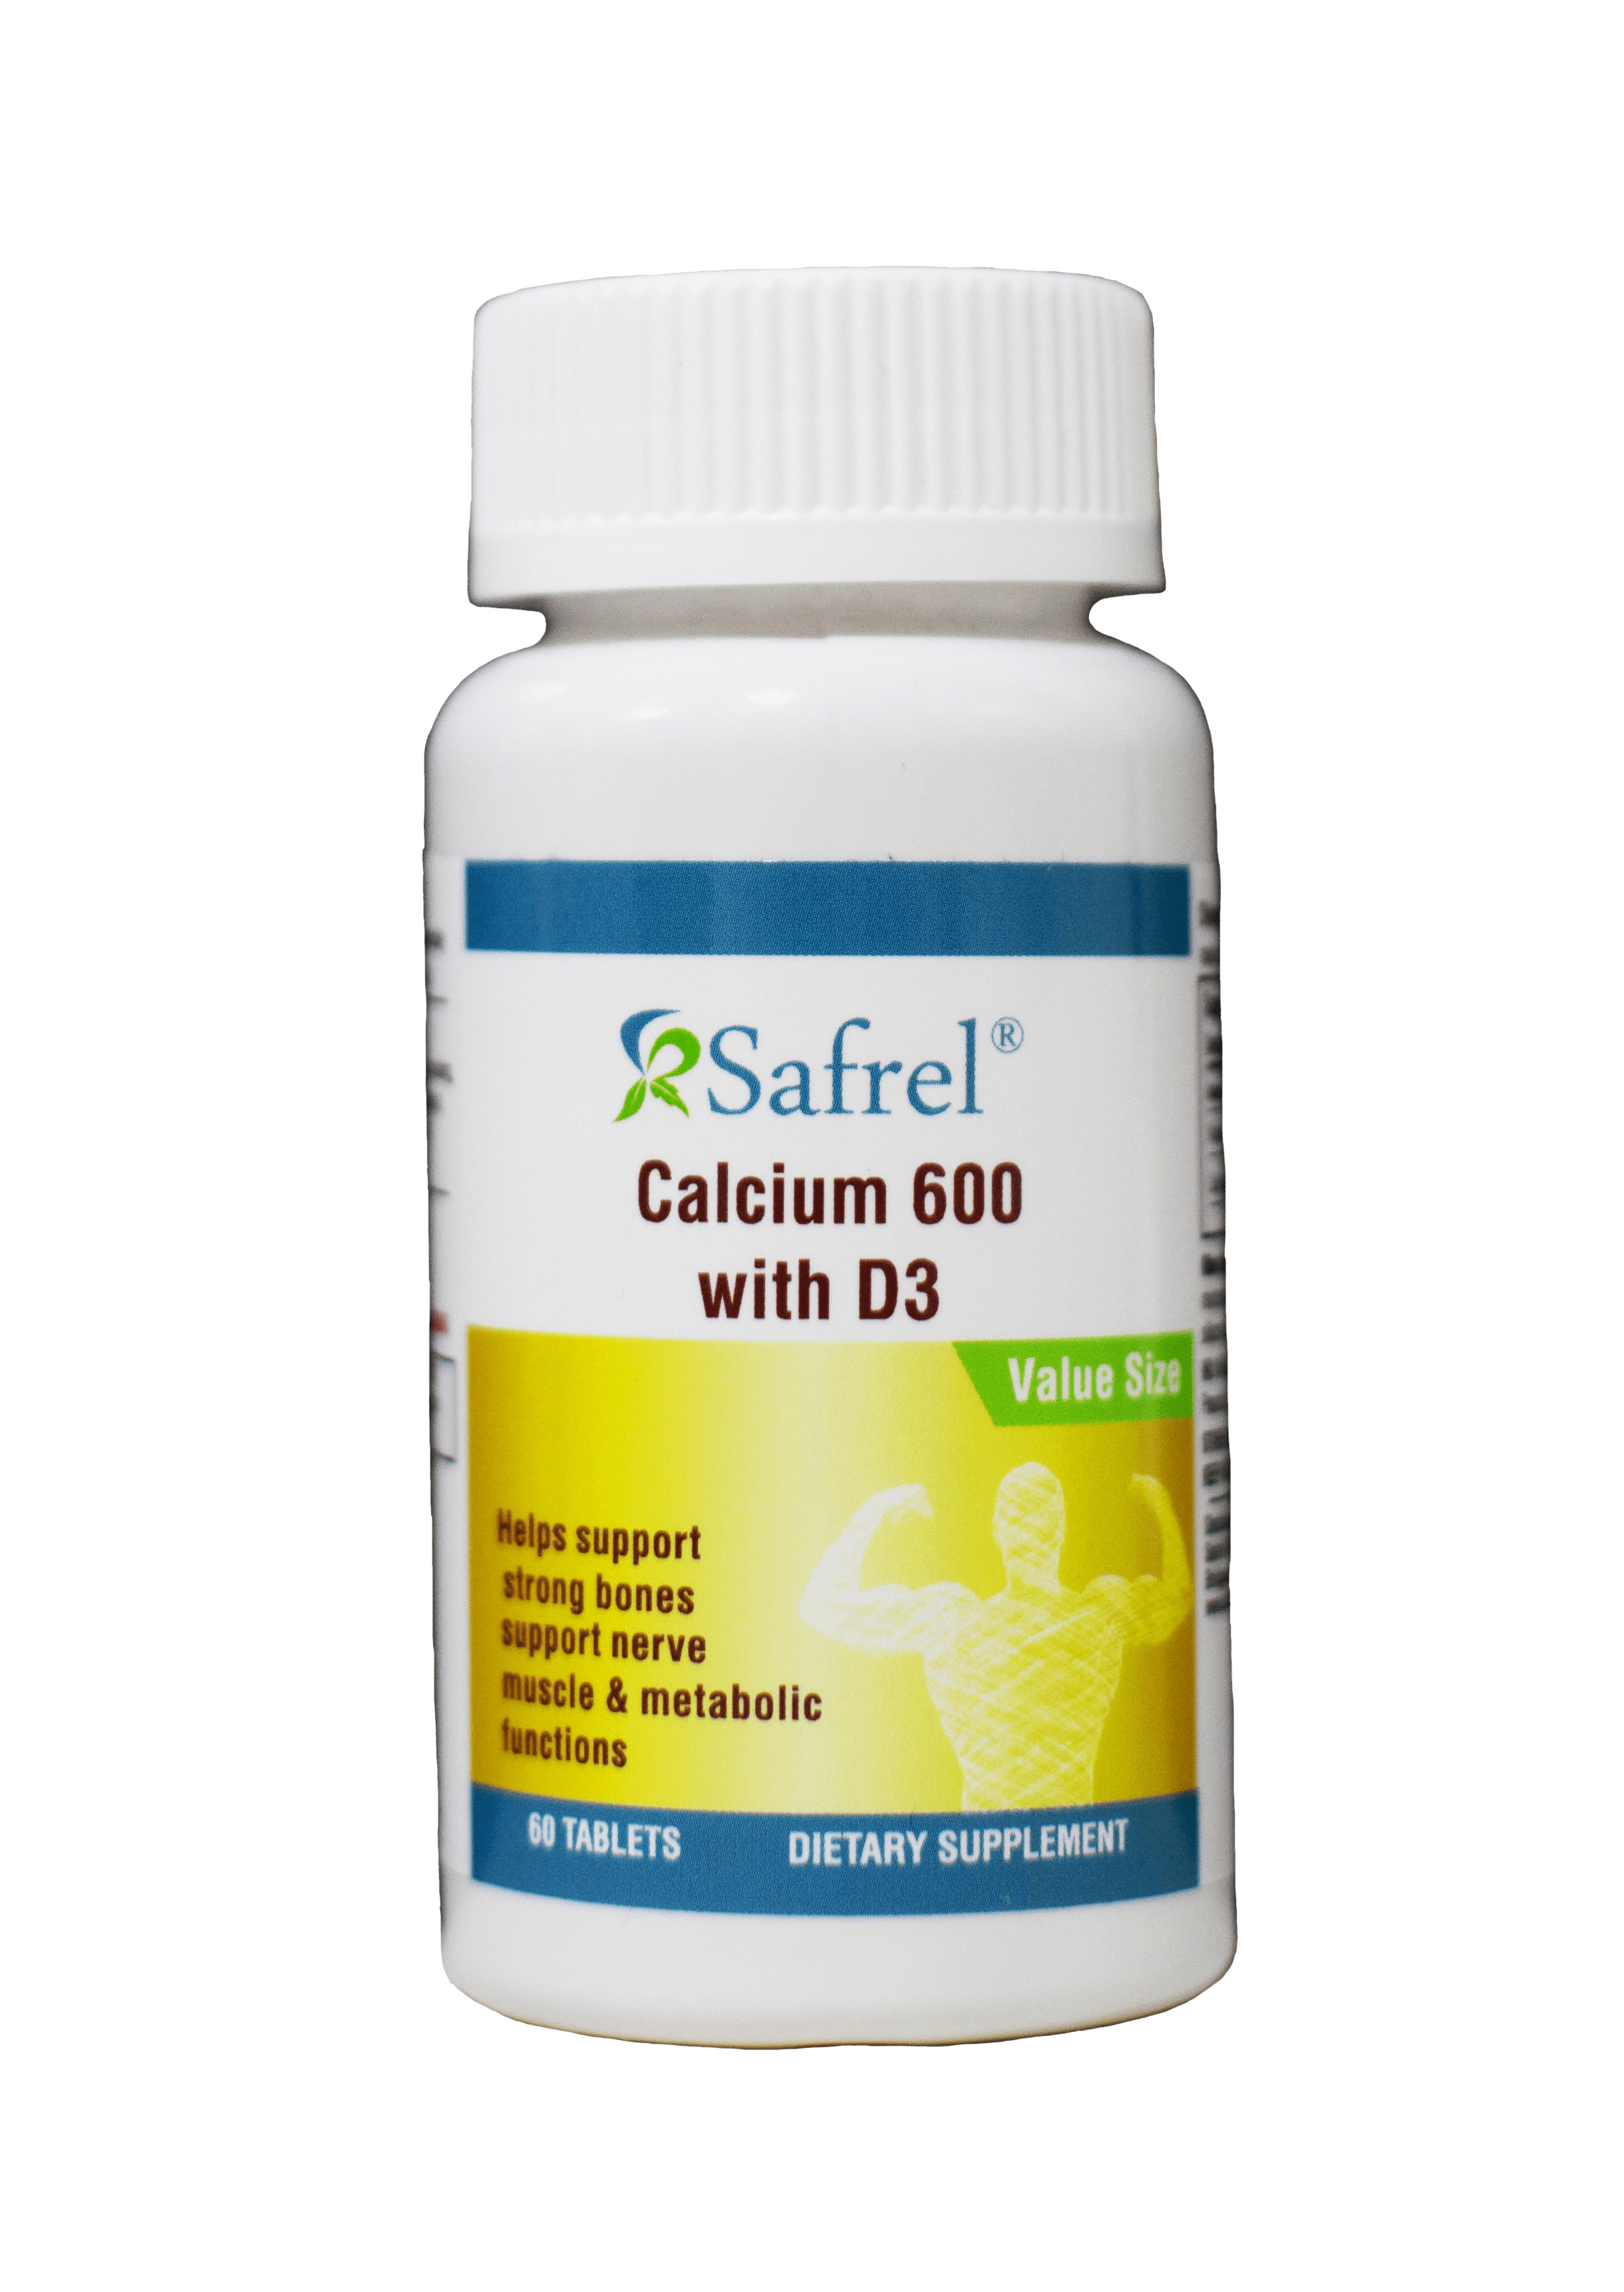 Safrel®
Calcium 600
with D3
Value Size
Helps support
strong bones
support nerve
muscle & metabolic
functions
60 TABLETS
DIETARY SUPPLEMENT